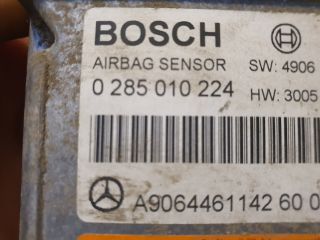 BOSCH
AIRBAG SENSOR SW: 4906
0 285 010 224 HW: 3005
A9064461142 60 0